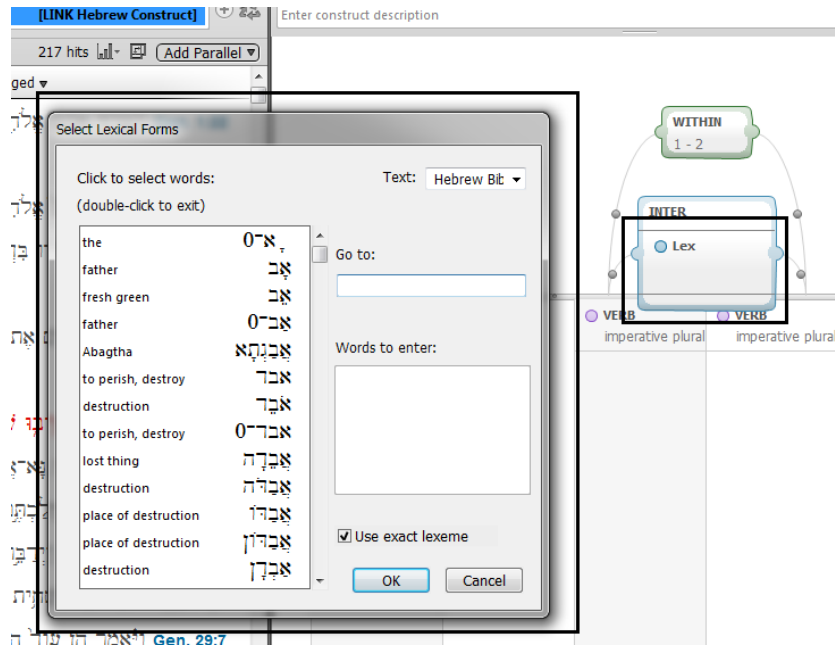 [LINK Hebrew Construct]
Enter construct description
217 hits
Add Parallel
ged
Select Lexical Forms
Click to select words:
(double-click to exit)
Text: Hebrew Bib
the
father אָב
fresh green אֵב
father אַב־0
Abagtha אֲבַגְתָא
to perish, destroy אבד
destruction אֹבֵד
to perish, destroy אבד־0
lost thing אֲבֵדָה
destruction אֲבַדֹּה
place of destruction אֲבַדּוֹ
place of destruction אֲבַדּוֹן
destruction אַבְדָן
Go to:
Words to enter:
Use exact lexeme
OK Cancel
WITHIN
1 - 2
INTER
Lex
VERB VERB
imperative plural imperative plural
Gen. 29:7